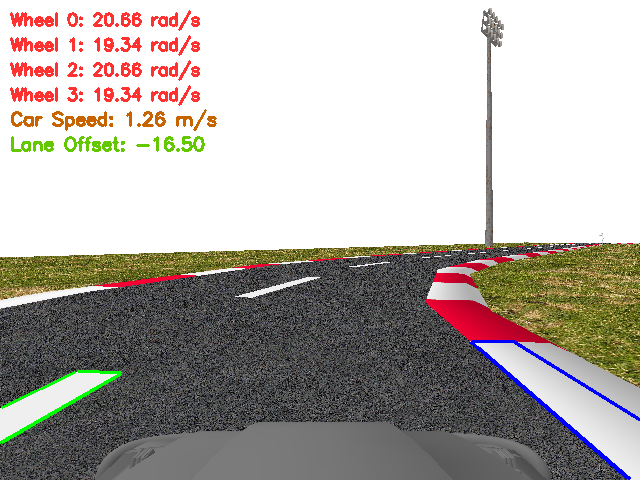 Wheel 0: 20.66 rad/s
Wheel 1: 19.34 rad/s
Wheel 2: 20.66 rad/s
Wheel 3: 19.34 rad/s
Car Speed: 1.26 m/s
Lane Offset: -16.50